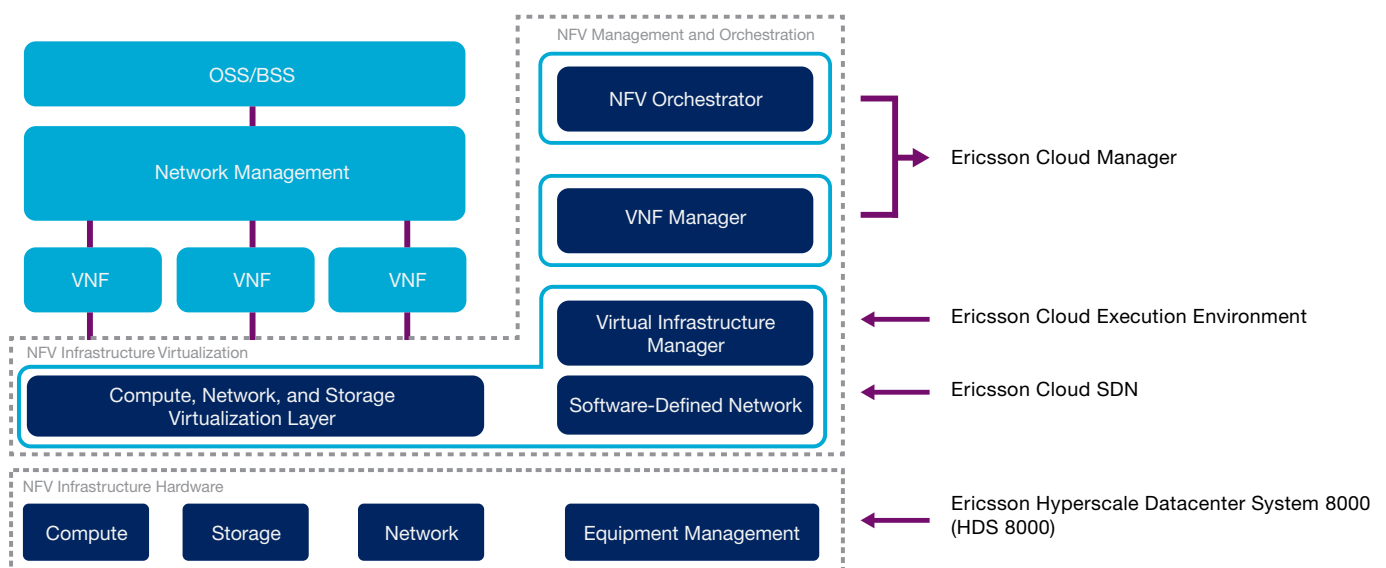 NFV Management and Orchestration
OSS/BSS
Network Management
VNF
VNF
VNF
NFV Orchestrator
VNF Manager
Ericsson Cloud Manager
Virtual Infrastructure
Manager
Ericsson Cloud Execution Environment
NFV Infrastructure Virtualization
Compute, Network, and Storage
Virtualization Layer
Software-Defined Network
Ericsson Cloud SDN
NFV Infrastructure Hardware
Compute
Storage
Network
Equipment Management
Ericsson Hyperscale Datacenter System 8000
(HDS 8000)